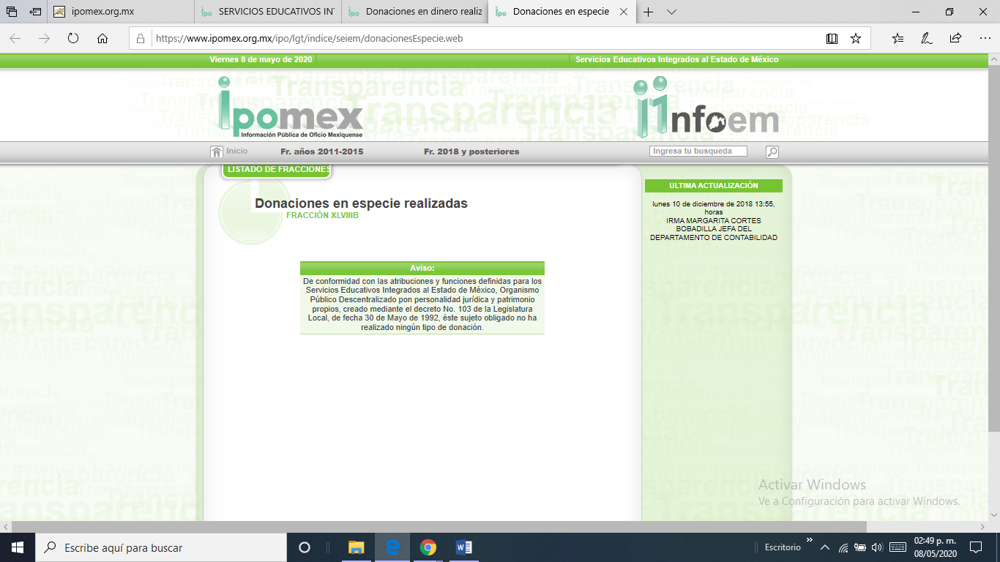 ipomex.org.mx
SERVICIOS EDUCATIVOS INT
Donaciones en dinero realiz
Donaciones en especie
https://www.ipomex.org.mx/ipo/lgt/indice/seiem/donacionesEspecie.web
Viernes 8 de mayo de 2020
Servicios Educativos Integrados al Estado de México
ipomex
Información Pública de Oficio Mexiquense
infoem
Inicio
Fr. años 2011-2015
Fr. 2018 y posteriores
Ingresa tu busqueda
LISTADO DE FRACCIONES
Donaciones en especie realizadas
FRACCIÓN XLVIIIB
ULTIMA ACTUALIZACIÓN
lunes 10 de diciembre de 2018 13:55,
horas
IRMA MARGARITA CORTES
BOBADILLA JEFA DEL
DEPARTAMENTO DE CONTABILIDAD
Aviso:
De conformidad con las atribuciones y funciones definidas para los
Servicios Educativos Integrados al Estado de México, Organismo
Público Descentralizado pon personalidad jurídica y patrimonio
propios, creado mediante el decreto No. 103 de la Legislatura
Local, de fecha 30 de Mayo de 1992, éste sujeto obligado no ha
realizado ningún tipo de donación.
Activar Windows
Ve a Configuración para activar Windows.
Escribe aquí para buscar
Escritorio
02:49 p. m.
08/05/2020